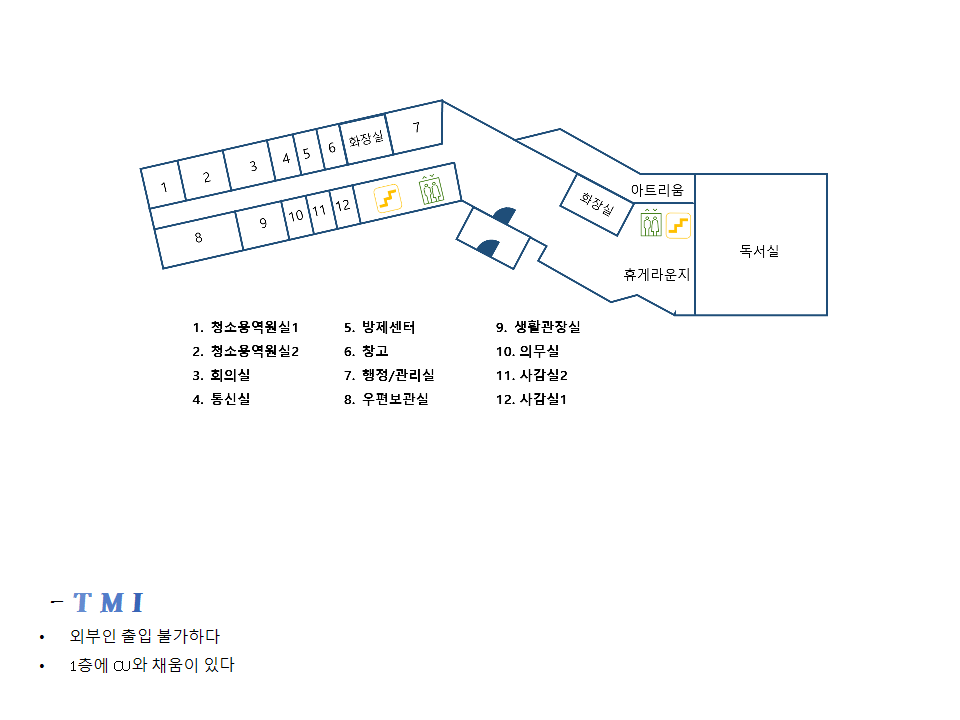 1
2
3
4
5
6
화장실
7
8
9
10
11
12
화장실
아트리움
독서실
휴게라운지
1. 청소용역원실1
2. 청소용역원실2
3. 회의실
4. 통신실
5. 방제센터
6. 창고
7. 행정/관리실
8. 우편보관실
9. 생활관장실
10. 의무실
11. 사감실2
12. 사감실1
- TMI
• 외부인 출입 불가하다
• 1층에 CU와 채움이 있다